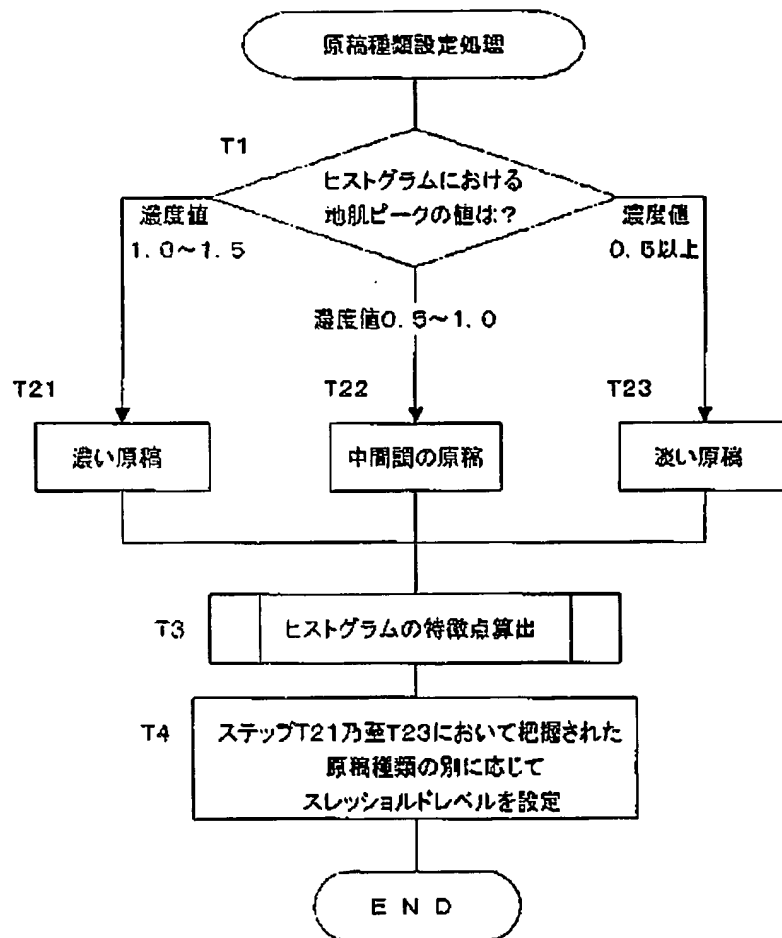 原稿種類設定処理
T1
ヒストグラムにおける
地肌ピークの値は?
濃度値
1.0~1.5
濃度値
0.5以上
濃度値0.5~1.0
T21
T22
T23
濃い原稿
中間調の原稿
淡い原稿
T3
ヒストグラムの特徴点算出
T4
ステップT21乃至T23において把握された
原稿種類の別に応じて
スレッショルドレベルを設定
END